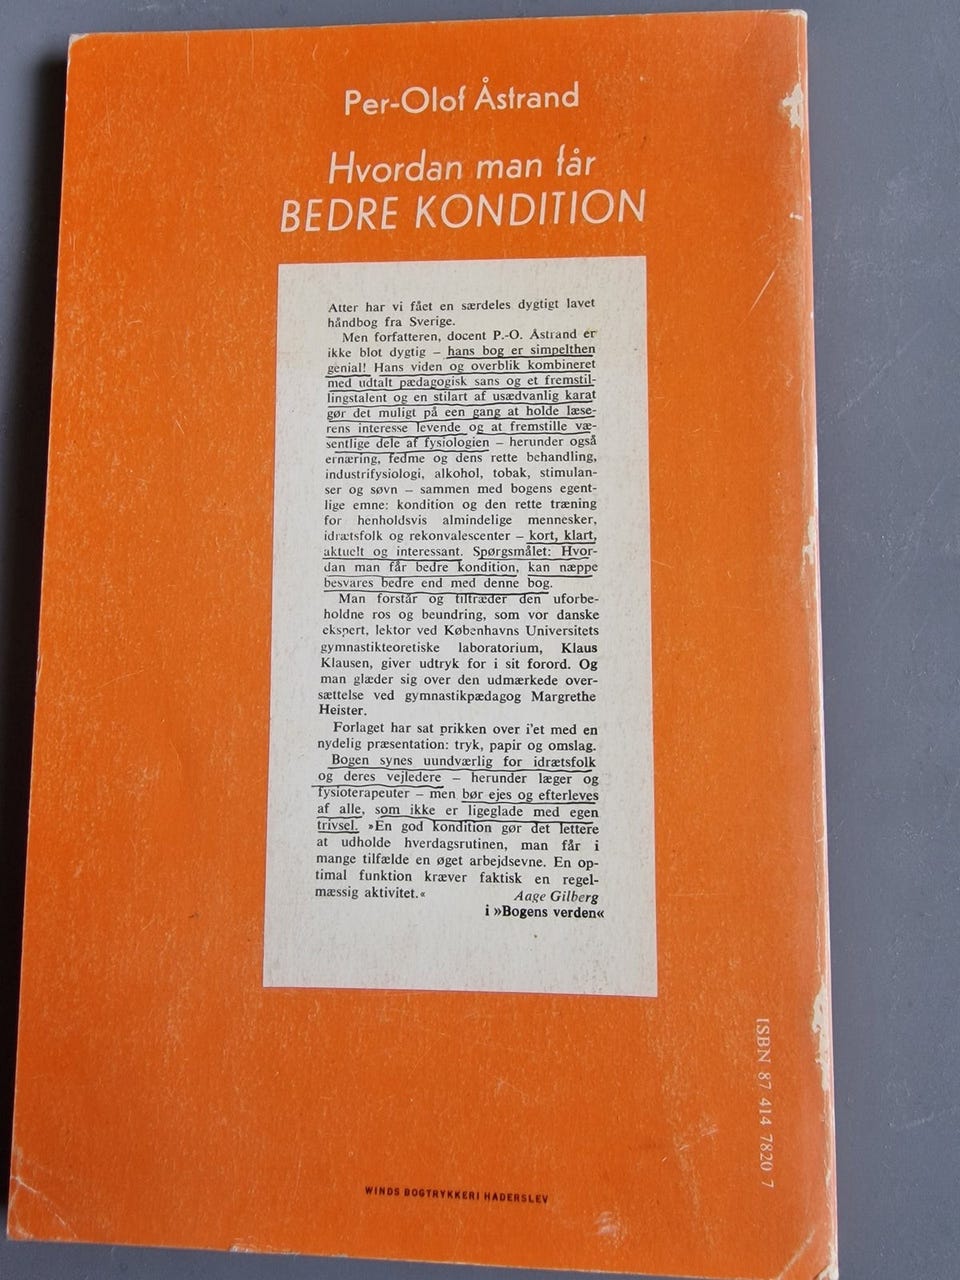 Per-Olof Åstrand
Hvordan man får
BEDRE KONDITION
Atter har vi fået en særdeles dygtigt lavet
håndbog fra Sverige.
Men forfatteren, docent P.-O. Åstrand er
ikke blot dygtig – hans bog er simpelthen
genial! Hans viden og overblik kombineret
med udtalt pædagogisk sans og et fremstil-
lingstalent og en stilart af usædvanlig karat
gør det muligt på een gang at holde læse-
rens interesse levende og at fremstille væ-
sentlige dele af fysiologien – herunder også
ernæring, fedme og dens rette behandling,
industrifysiologi, alkohol, tobak, stimulan-
ser og søvn – sammen med bogens egent-
lige emne: kondition og den rette træning
for henholdsvis almindelige mennesker,
idrætsfolk og rekonvalescenter – kort, klart,
aktuelt og interessant. Spørgsmålet: Hvor-
dan man får bedre kondition, kan næppe
besvares bedre end med denne bog.
Man forstår og tiltræder den uforbe-
holdne ros og beundring, som vor danske
ekspert, lektor ved Københavns Universitets
gymnastikteoretiske laboratorium, Klaus
Klausen, giver udtryk for i sit forord. Og
man glæder sig over den udmærkede over-
sættelse ved gymnastikpædagog Margrethe
Heister.
Forlaget har sat prikken over i'et med en
nydelig præsentation: tryk, papir og omslag.
Bogen synes uundværlig for idrætsfolk
og deres vejledere – herunder læger og
fysioterapeuter – men bør ejes og efterleves
af alle, som ikke er ligeglade med egen
trivsel. »En god kondition gør det lettere
at udholde hverdagsrutinen, man får i
mange tilfælde en øget arbejdsevne. En op-
timal funktion kræver faktisk en regel-
mæssig aktivitet.«
Aage Gilberg
i »Bogens verden«
ISBN 87 414 7820 7
WINDS BOGTRYKKERI HADERSLEV